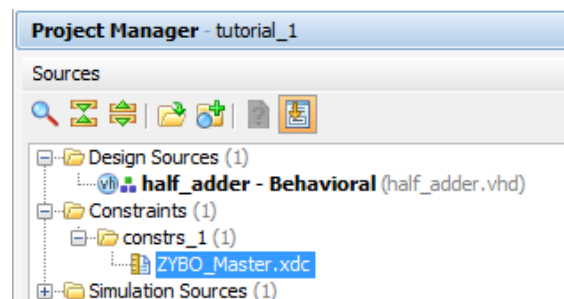 Project Manager - tutorial_1
Sources
Design Sources (1)
half_adder - Behavioral (half_adder.vhd)
Constraints (1)
constrs_1 (1)
ZYBO_Master.xdc
Simulation Sources (1)